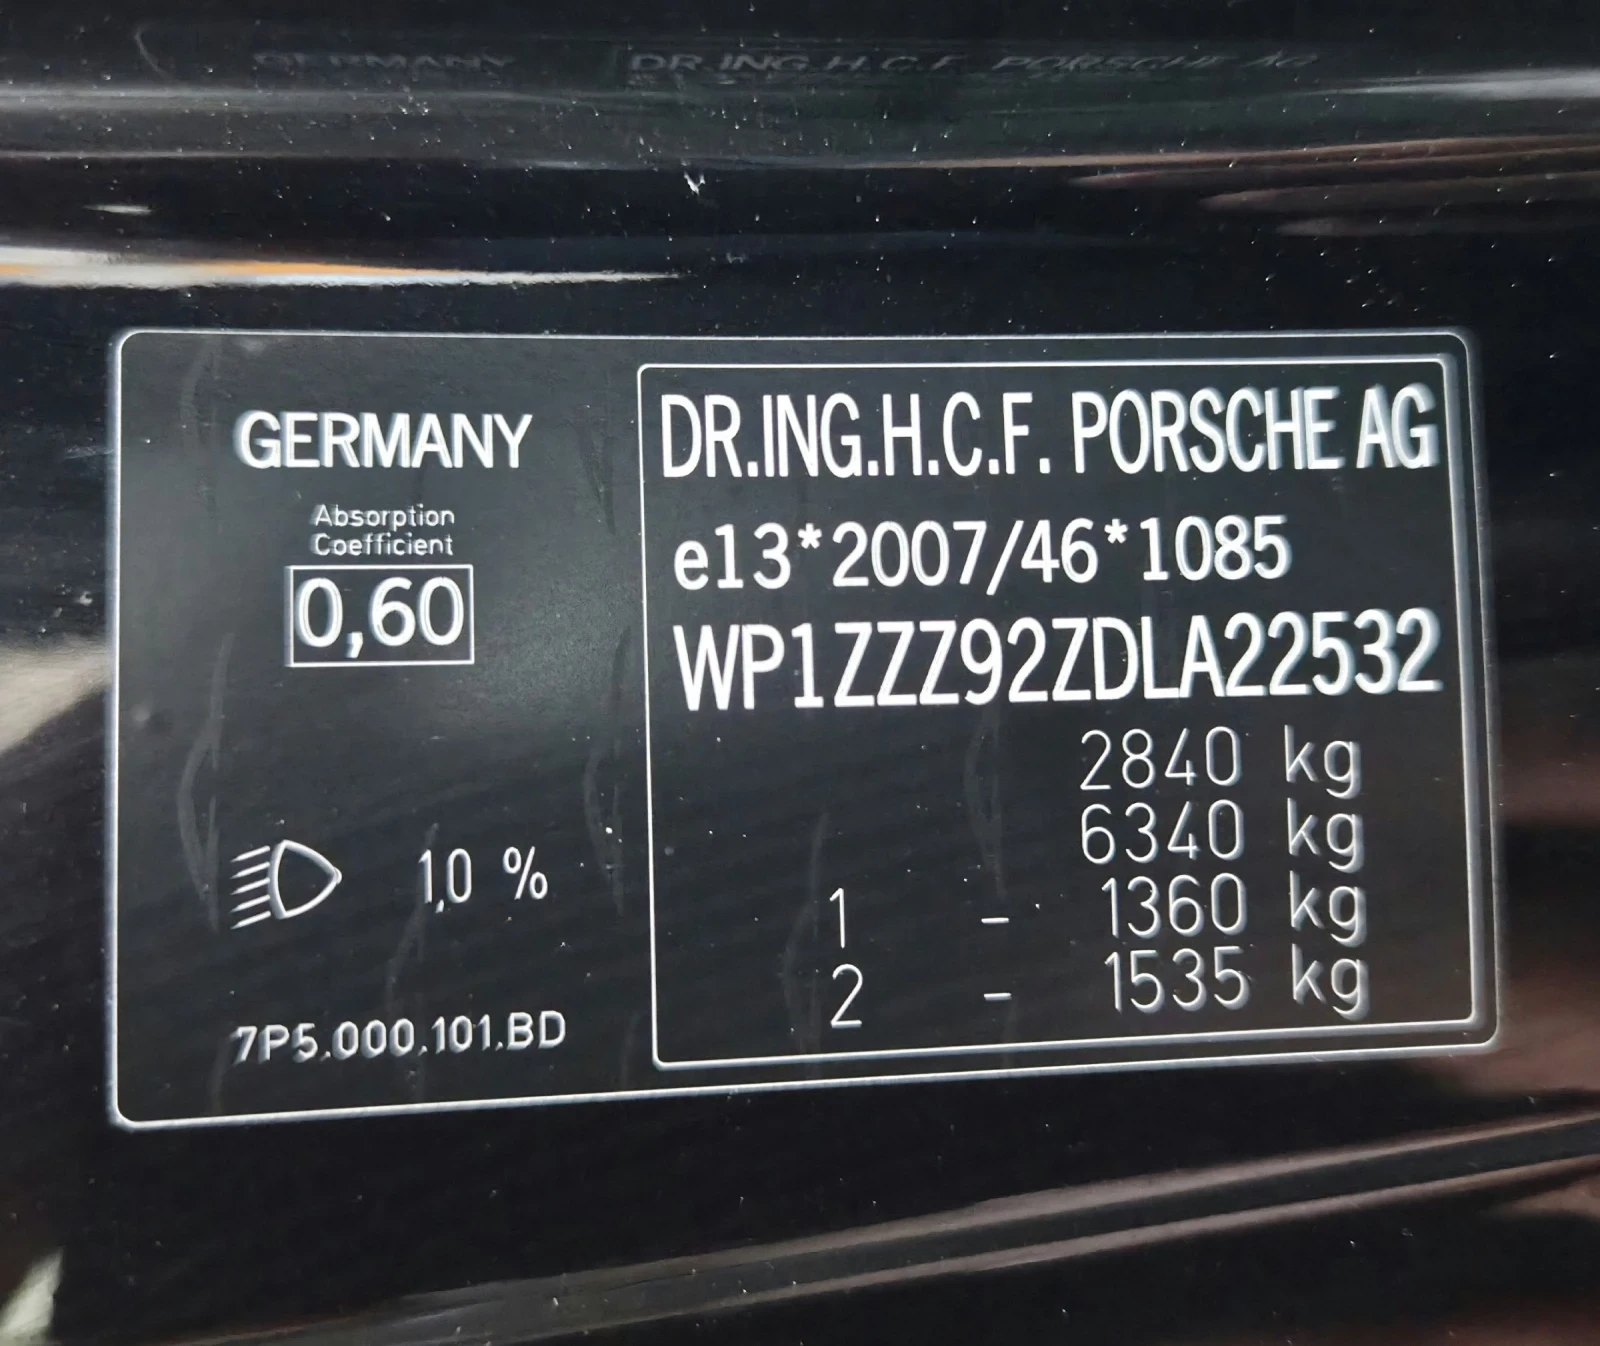 GERMANY
Absorption
Coefficient
0,60
1,0 %
7P5.000.101.BD
DR.ING.H.C.F. PORSCHE AG
e13*2007/46*1085
WP1ZZZ92ZDLA22532
2840 kg
6340 kg
1 - 1360 kg
2 - 1535 kg